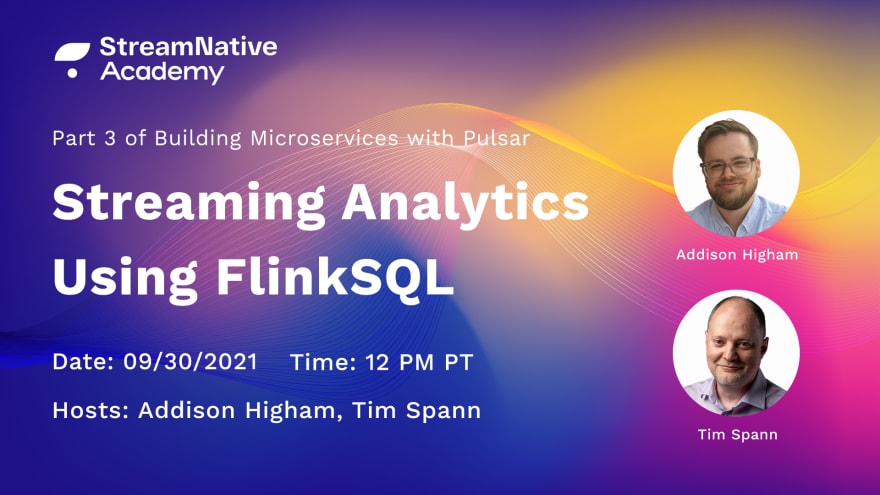 StreamNative
Academy
Part 3 of Building Microservices with Pulsar
Streaming Analytics
Using FlinkSQL
Date: 09/30/2021 Time: 12 PM PT
Hosts: Addison Higham, Tim Spann
Addison Higham
Tim Spann